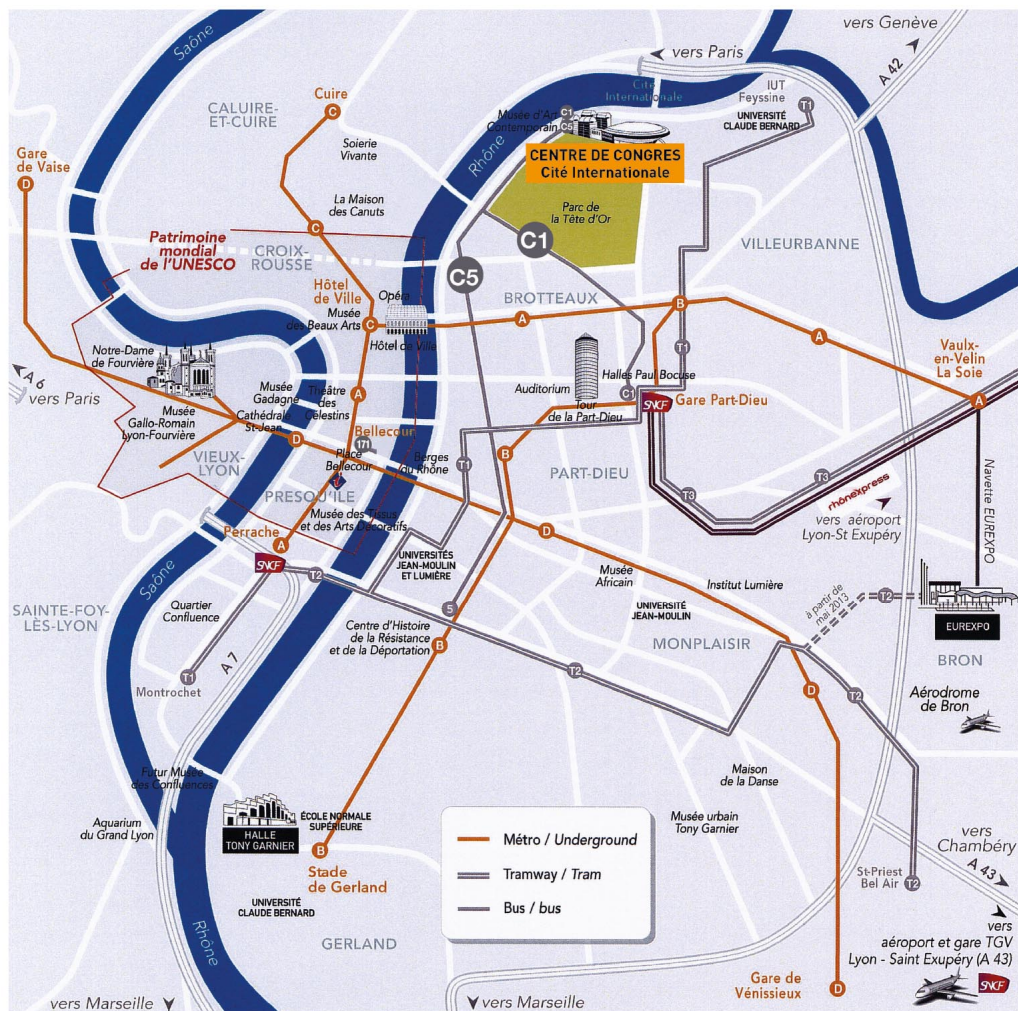 vers Genève
A 42
vers Paris
Saône
Rhône
Cité
Internationale
IUT
Feyssine
T1
UNIVERSITÉ
CLAUDE BERNARD
CALUIRE-
ET-CUIRE
Cuire
C
Soierie
Vivante
Musée d'Art
Contemporain
C1
C5
CENTRE DE CONGRES
Cité Internationale
Gare
de Vaise
D
Rhône
La Maison
des Canuts
C
Parc de
la Tête d'Or
Patrimoine
mondial
de l'UNESCO
CROIX-
ROUSSE
C1
C5
VILLEURBANNE
Hôtel
de Ville
Opéra
BROTTEAUX
B
Musée
des Beaux Arts
C
A
A
Hôtel de Ville
T1
Vaulx-
en-Velin
La Soie
A
Notre-Dame
de Fourvière
A 6
vers Paris
Musée
Gadagne
Théâtre
des
Célestins
A
Auditorium
Halles Paul Bocuse
C1
Tour
de la Part-Dieu
SNCF
Gare Part-Dieu
Musée
Gallo-Romain
Lyon-Fourvière
Cathédrale
St-Jean
D
Bellecour
171
Place
Bellecour
Berges
du Rhône
T1
B
VIEUX-
LYON
PRESQU'ILE
PART-DIEU
T3
T3
rhônexpress
vers aéroport
Lyon-St Exupéry
Navette EUREXPO
Musée des Tissus
et des Arts Décoratifs
Perrache
A
SNCF
T2
D
UNIVERSITÉS
JEAN-MOULIN
ET LUMIÈRE
Musée
Africain
Institut Lumière
UNIVERSITÉ
JEAN-MOULIN
à partir de
mai 2013
T2
EUREXPO
Saône
SAINTE-FOY-
LÈS-LYON
Quartier
Confluence
5
Centre d'Histoire
de la Résistance
et de la Déportation
B
MONPLAISIR
BRON
A 7
T1
Montrochet
T2
D
T2
Aérodrome
de Bron
Futur Musée
des Confluences
Maison
de la Danse
Aquarium
du Grand Lyon
HALLE
TONY GARNIER
ÉCOLE NORMALE
SUPÉRIEURE
Musée urbain
Tony Garnier
B
Stade
de Gerland
Métro / Underground
Tramway / Tram
Bus / bus
vers
Chambéry
A 43
St-Priest
Bel Air
T2
UNIVERSITÉ
CLAUDE BERNARD
GERLAND
Rhône
vers
aéroport et gare TGV
Lyon - Saint Exupéry (A 43)
SNCF
Gare de
Vénissieux
D
vers Marseille
vers Marseille